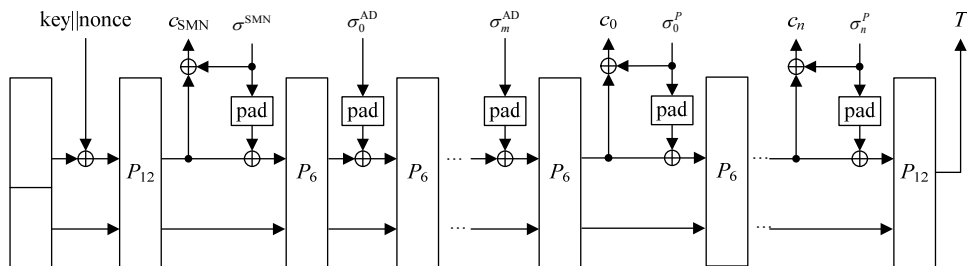 key||nonce c_SMN σ^SMN σ_0^AD σ_m^AD c_0 σ_0^P c_n σ_n^P T
pad pad pad pad pad
P_12 P_6 P_6 ... P_6 P_6 ... P_12
... ...